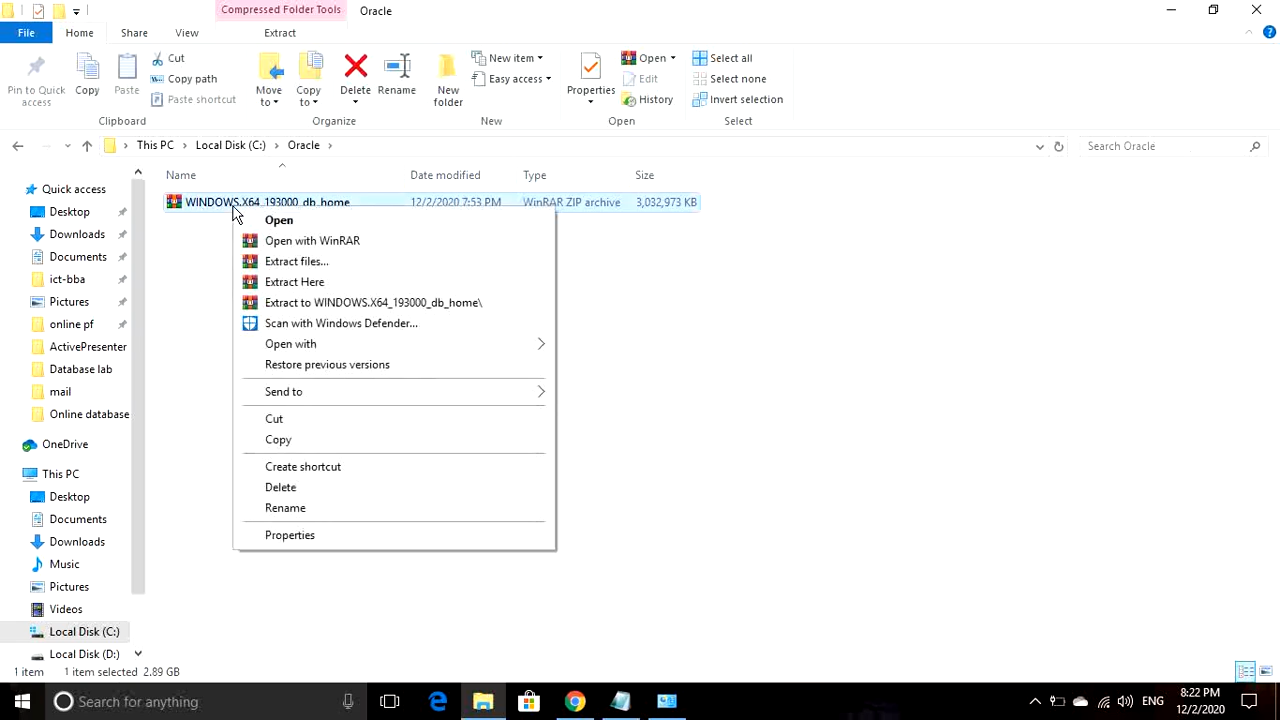 Compressed Folder Tools
Oracle
File
Home
Share
View
Extract
Pin to Quick access
Copy
Paste
Cut
Copy path
Paste shortcut
Clipboard
Move to
Copy to
Delete
Rename
Organize
New folder
New item
Easy access
New
Properties
Open
Edit
History
Open
Select all
Select none
Invert selection
Select
This PC
Local Disk (C:)
Oracle
Search Oracle
Name
Date modified
Type
Size
WINDOWS.X64_193000_db_home
12/2/2020 7:53 PM
WinRAR ZIP archive
3,032,973 KB
Quick access
Desktop
Downloads
Documents
ict-bba
Pictures
online pf
ActivePresenter
Database lab
mail
Online database
OneDrive
This PC
Desktop
Documents
Downloads
Music
Pictures
Videos
Local Disk (C:)
Local Disk (D:)
Open
Open with WinRAR
Extract files...
Extract Here
Extract to WINDOWS.X64_193000_db_home\
Scan with Windows Defender...
Open with
Restore previous versions
Send to
Cut
Copy
Create shortcut
Delete
Rename
Properties
1 item
1 item selected 2.89 GB
Search for anything
ENG
8:22 PM
12/2/2020